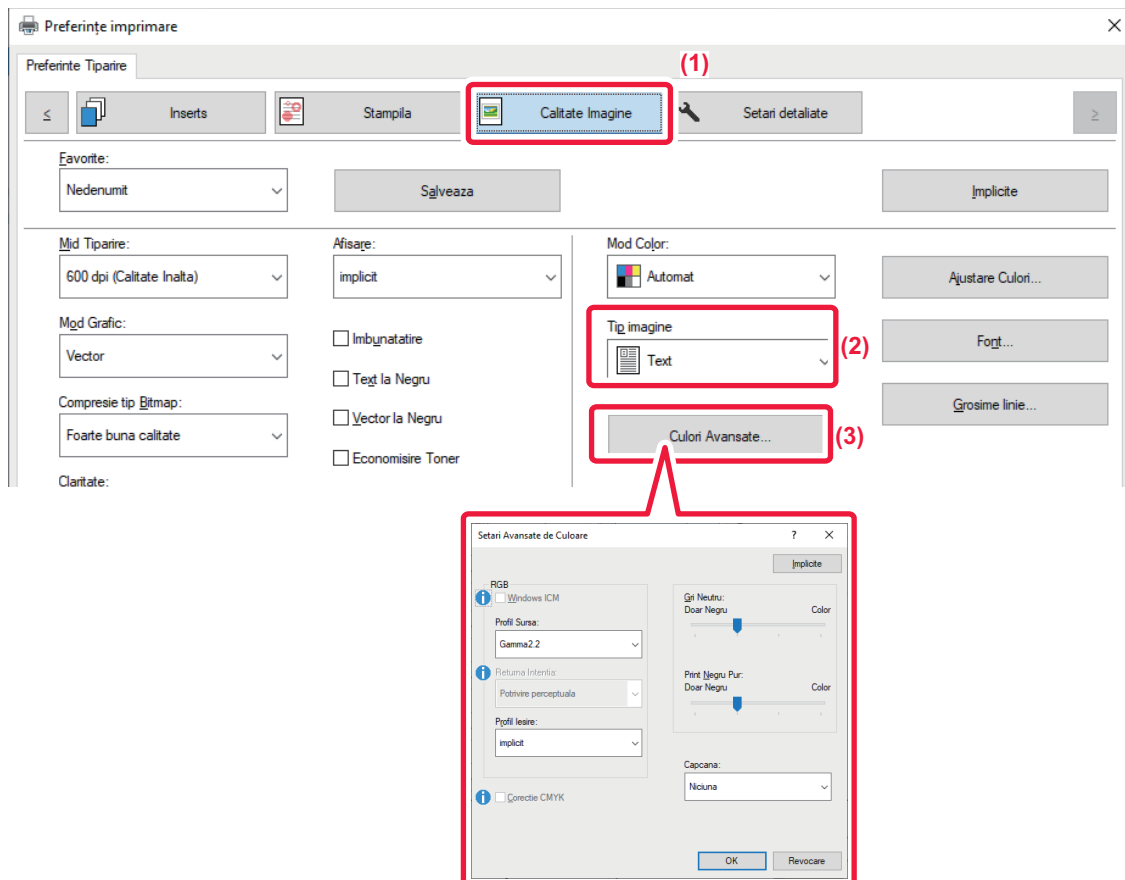 Preferințe imprimare
Preferinte Tiparire
(1)
≤
Inserts
Stampila
Calitate Imagine
Setari detaliate
≥
Favorite:
Nedenumit
Salveaza
Implicite
Mid Tiparire:
Afisare:
Mod Color:
600 dpi (Calitate Inalta)
implicit
Automat
Ajustare Culori...
Mod Grafic:
Tip imagine
Vector
Imbunatatire
Text
(2)
Font...
Text la Negru
Compresie tip Bitmap:
Vector la Negru
Grosime linie...
Foarte buna calitate
Culori Avansate...
(3)
Economisire Toner
Claritate:
Setari Avansate de Culoare
?
Implicite
RGB
Windows ICM
Profil Sursa:
Gamma2.2
Returna Intentia:
Potrivire perceptuala
Profil Iesire:
implicit
Corectie CMYK
Gri Neutru:
Doar Negru Color
Print Negru Pur:
Doar Negru Color
Capcana:
Niciuna
OK
Revocare